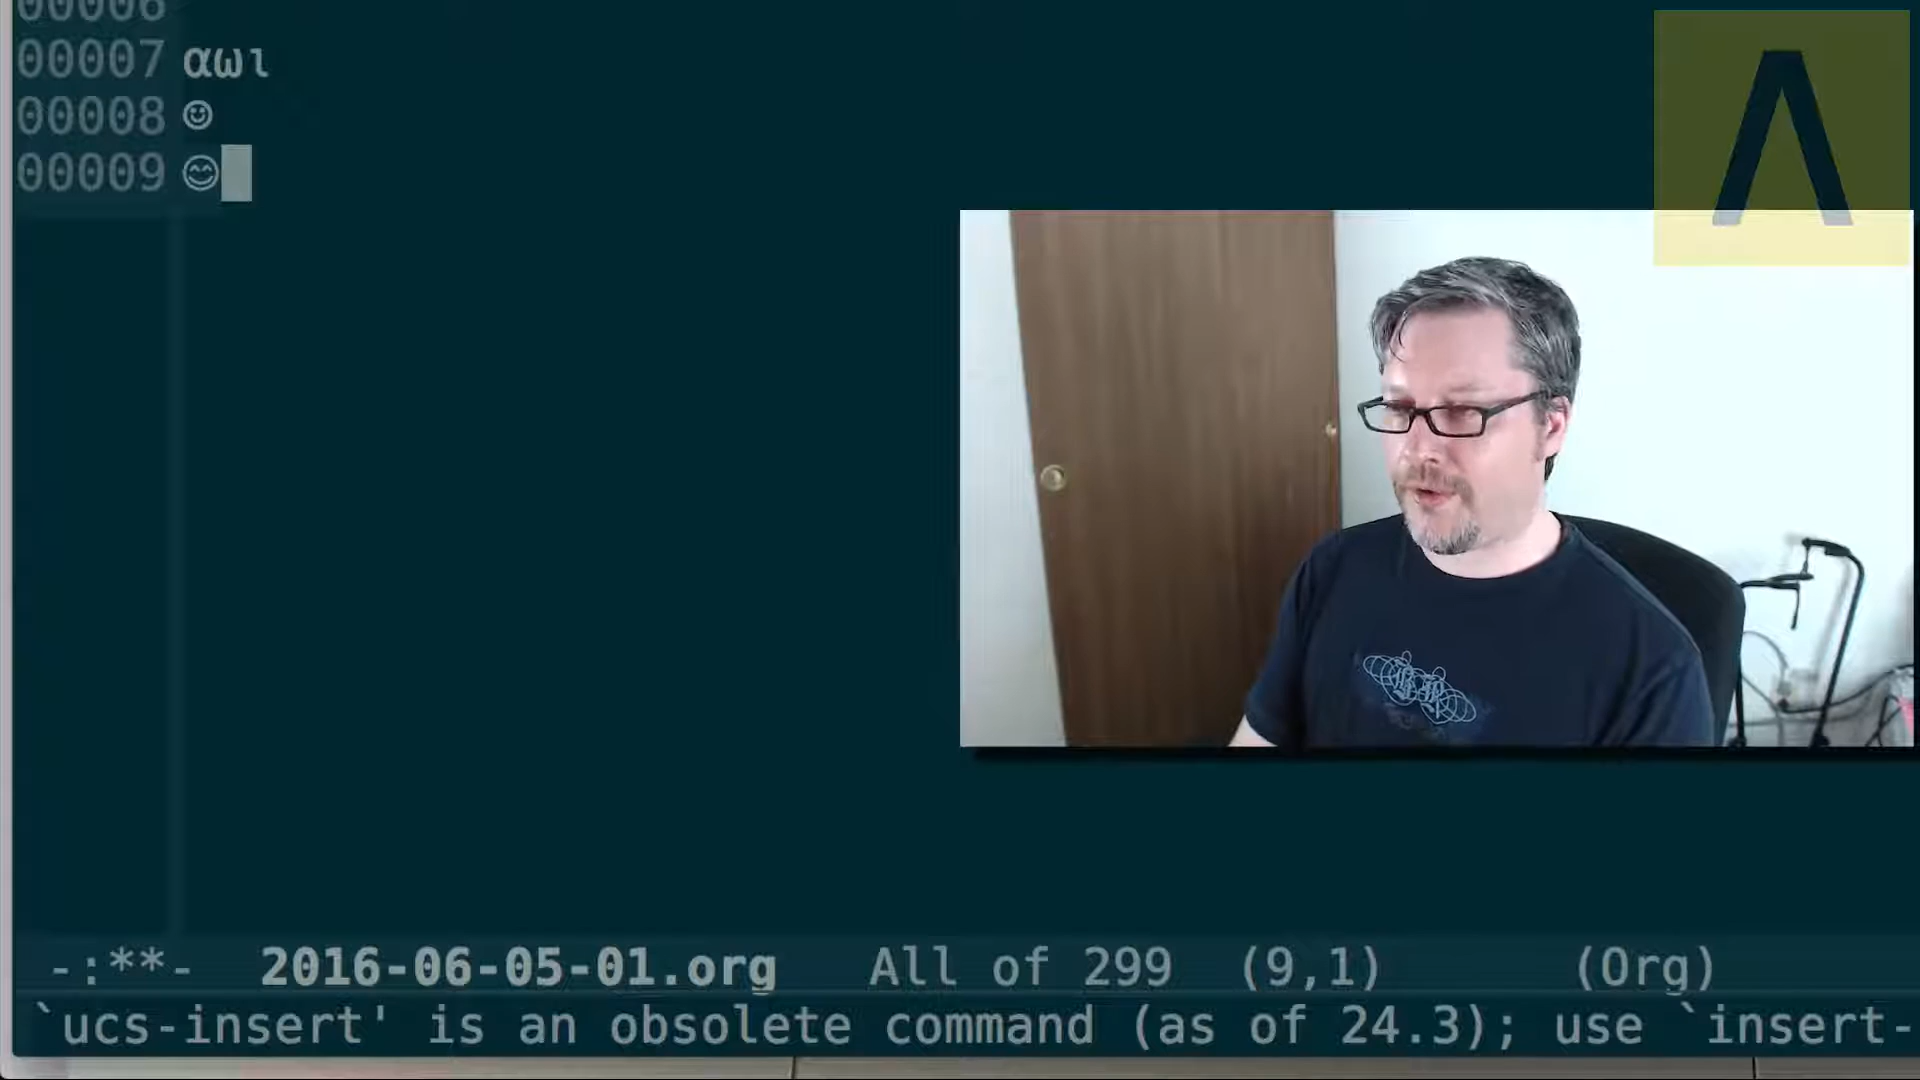 00006
00007 αωι
00008 ☺
00009 😊
Λ
-:**-  2016-06-05-01.org   All of 299  (9,1)      (Org)
`ucs-insert' is an obsolete command (as of 24.3); use `insert-